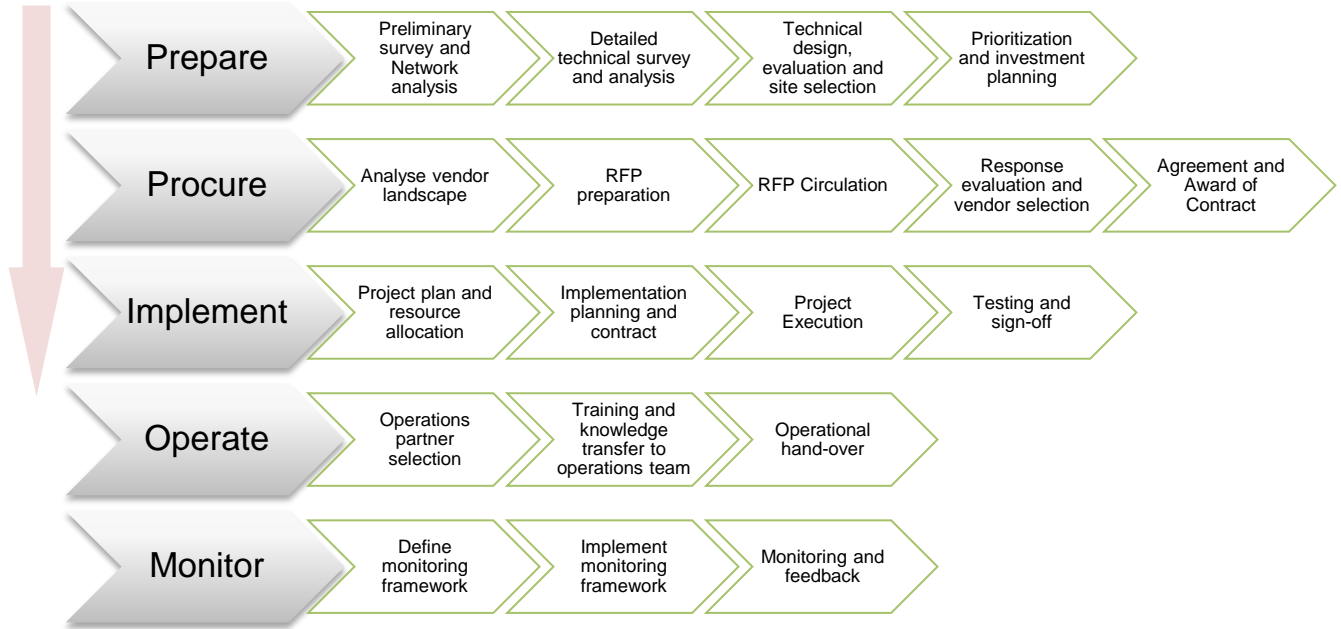 Prepare
Preliminary
survey and
Network
analysis
Detailed
technical survey
and analysis
Technical
design,
evaluation and
site selection
Prioritization
and investment
planning
Procure
Analyse vendor
landscape
RFP
preparation
RFP Circulation
Response
evaluation and
vendor selection
Agreement and
Award of
Contract
Implement
Project plan and
resource
allocation
Implementation
planning and
contract
Project
Execution
Testing and
sign-off
Operate
Operations
partner
selection
Training and
knowledge
transfer to
operations team
Operational
hand-over
Monitor
Define
monitoring
framework
Implement
monitoring
framework
Monitoring and
feedback